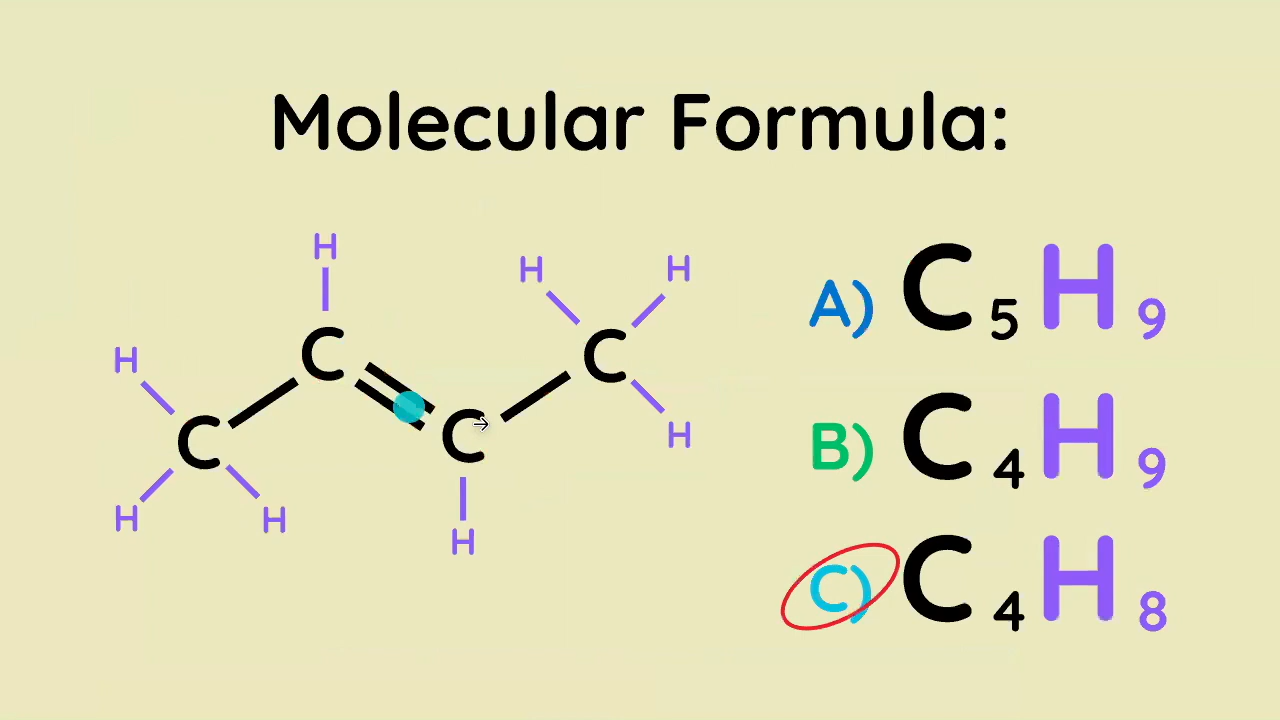 Molecular Formula:
H
H H
H
C C
C C
H
H H
H
A) C5H9
B) C4H9
C) C4H8